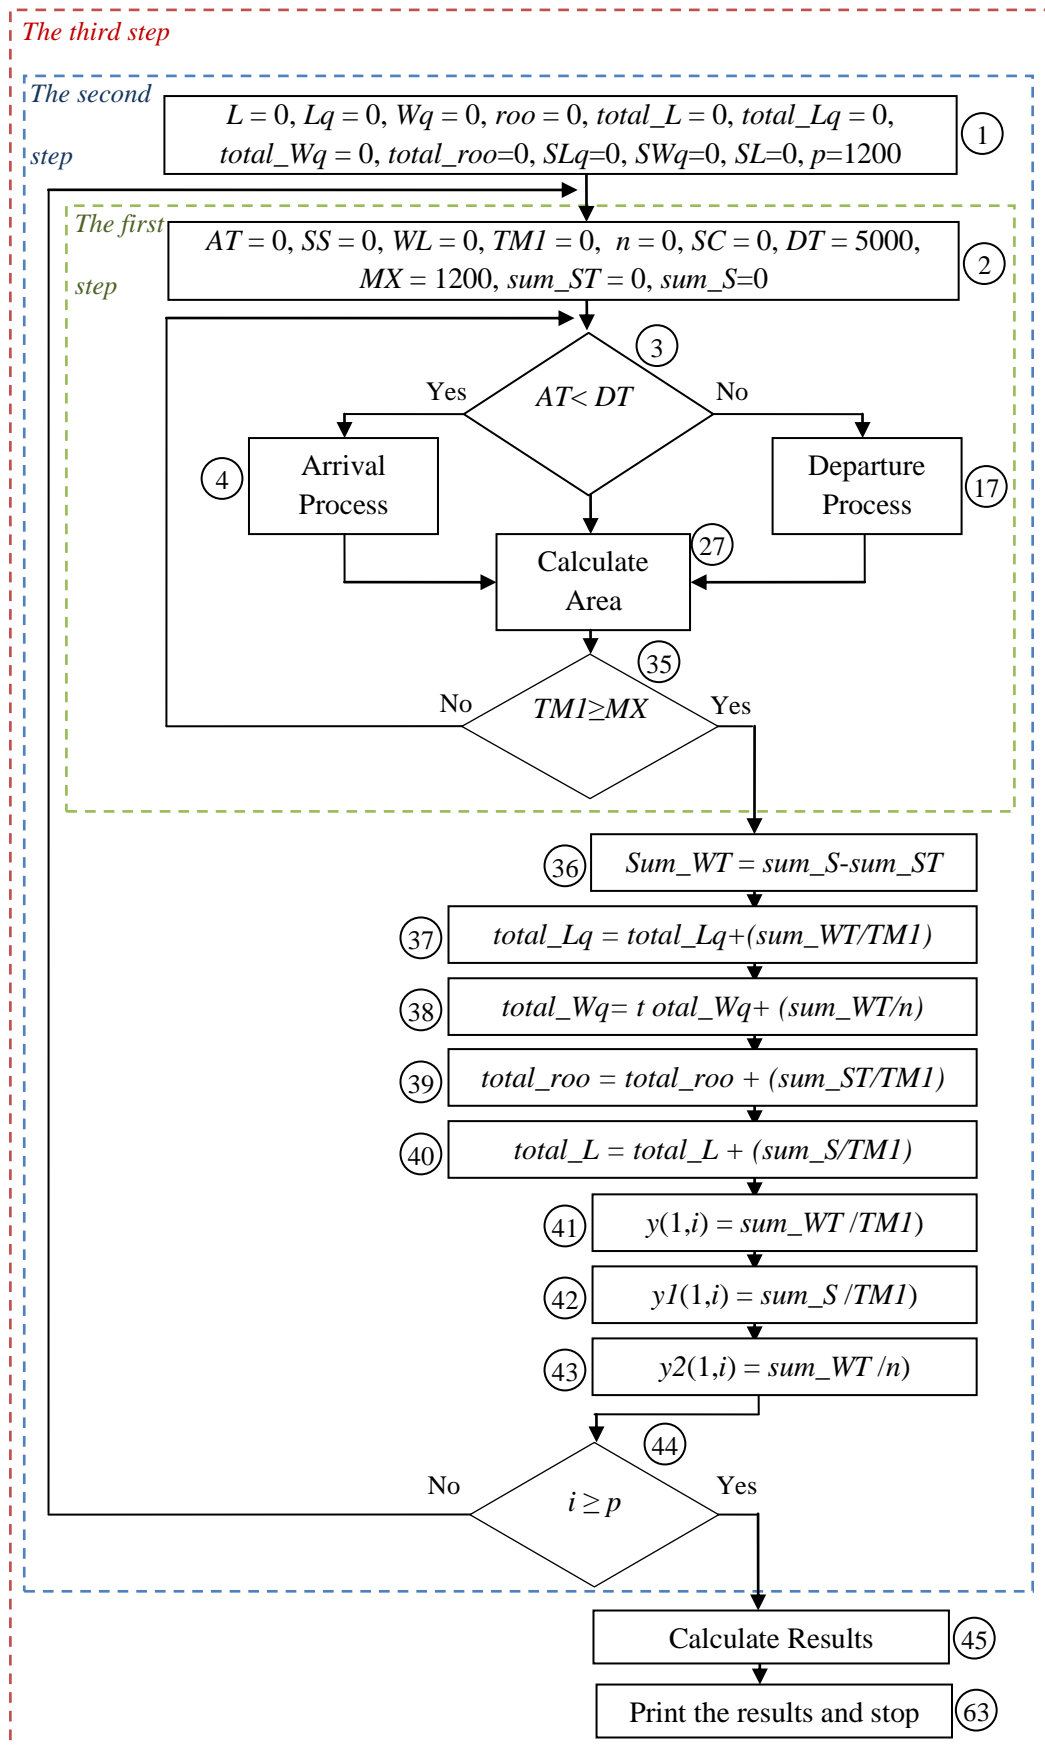 The third step
The second
step
L = 0, Lq = 0, Wq = 0, roo = 0, total_L = 0, total_Lq = 0,
total_Wq = 0, total_roo=0, SLq=0, SWq=0, SL=0, p=1200
1
The first
step
AT = 0, SS = 0, WL = 0, TM1 = 0, n = 0, SC = 0, DT = 5000,
MX = 1200, sum_ST = 0, sum_S=0
2
3
AT< DT
Yes
No
4
Arrival
Process
Departure
Process
17
27
Calculate
Area
35
TM1≥MX
No
Yes
36
Sum_WT = sum_S-sum_ST
37
total_Lq = total_Lq+(sum_WT/TM1)
38
total_Wq= t otal_Wq+ (sum_WT/n)
39
total_roo = total_roo + (sum_ST/TM1)
40
total_L = total_L + (sum_S/TM1)
41
y(1,i) = sum_WT /TM1)
42
y1(1,i) = sum_S /TM1)
43
y2(1,i) = sum_WT /n)
44
i ≥ p
No
Yes
Calculate Results
45
Print the results and stop
63